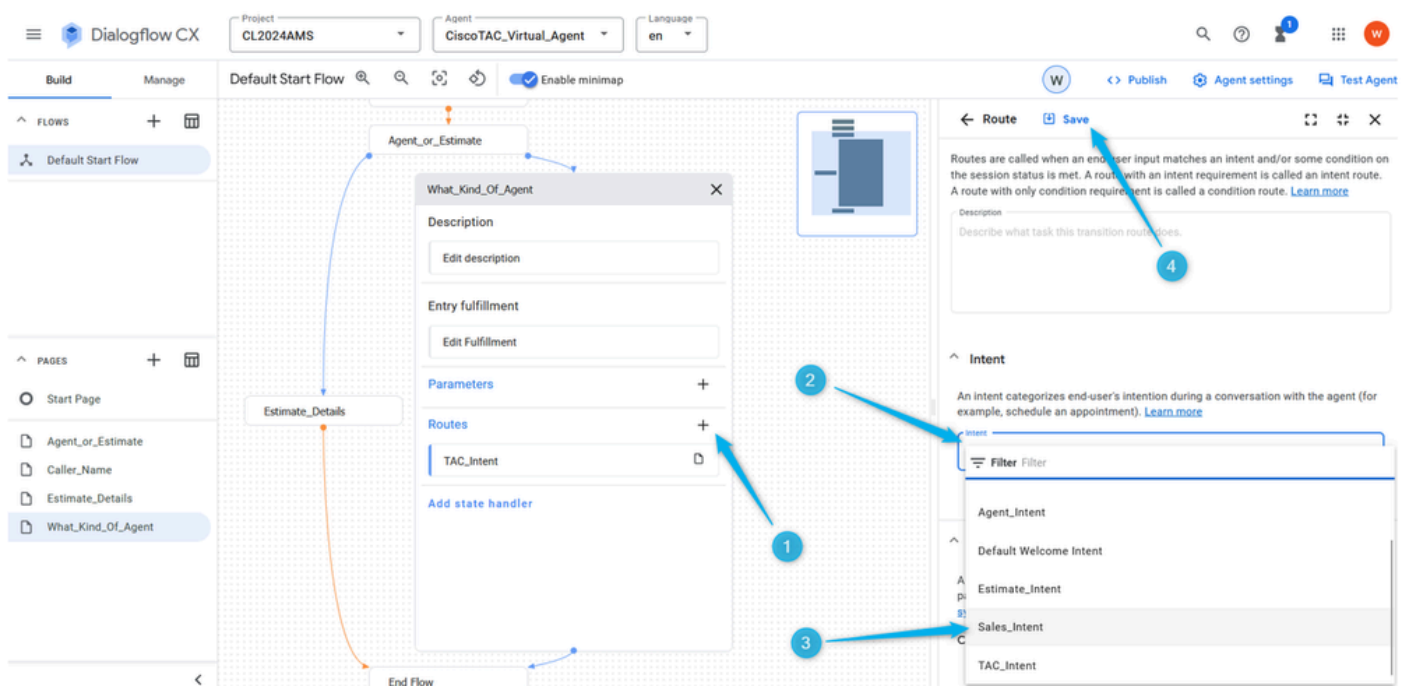 Dialogflow CX
Project
CL2024AMS
Agent
CiscoTAC_Virtual_Agent
Language
en
1
W
Build
Manage
Default Start Flow
Enable minimap
W
<> Publish
Agent settings
Test Agent
FLOWS
Default Start Flow
PAGES
Start Page
Agent_or_Estimate
Caller_Name
Estimate_Details
What_Kind_Of_Agent
Agent_or_Estimate
Estimate_Details
End Flow
What_Kind_Of_Agent
Description
Edit description
Entry fulfillment
Edit Fulfillment
Parameters
Routes
TAC_Intent
Add state handler
1
2
3
4
Route
Save
Routes are called when an end-user input matches an intent and/or some condition on
the session status is met. A route with an intent requirement is called an intent route.
A route with only condition requirement is called a condition route. Learn more
Description
Describe what task this transition route does.
Intent
An intent categorizes end-user's intention during a conversation with the agent (for
example, schedule an appointment). Learn more
Intent
Filter Filter
Agent_Intent
Default Welcome Intent
Estimate_Intent
Sales_Intent
TAC_Intent